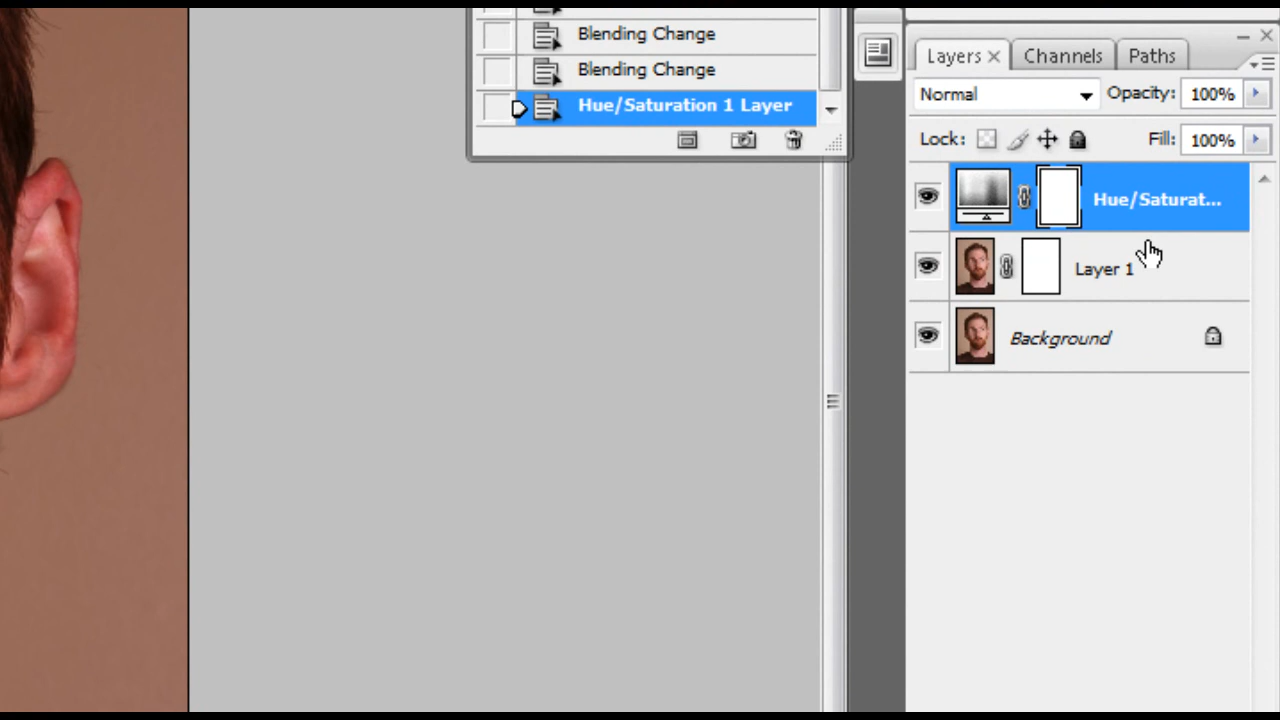 Blending Change
Blending Change
Hue/Saturation 1 Layer
Layers Channels Paths
Normal Opacity: 100%
Lock: Fill: 100%
Hue/Saturat...
Layer 1
Background